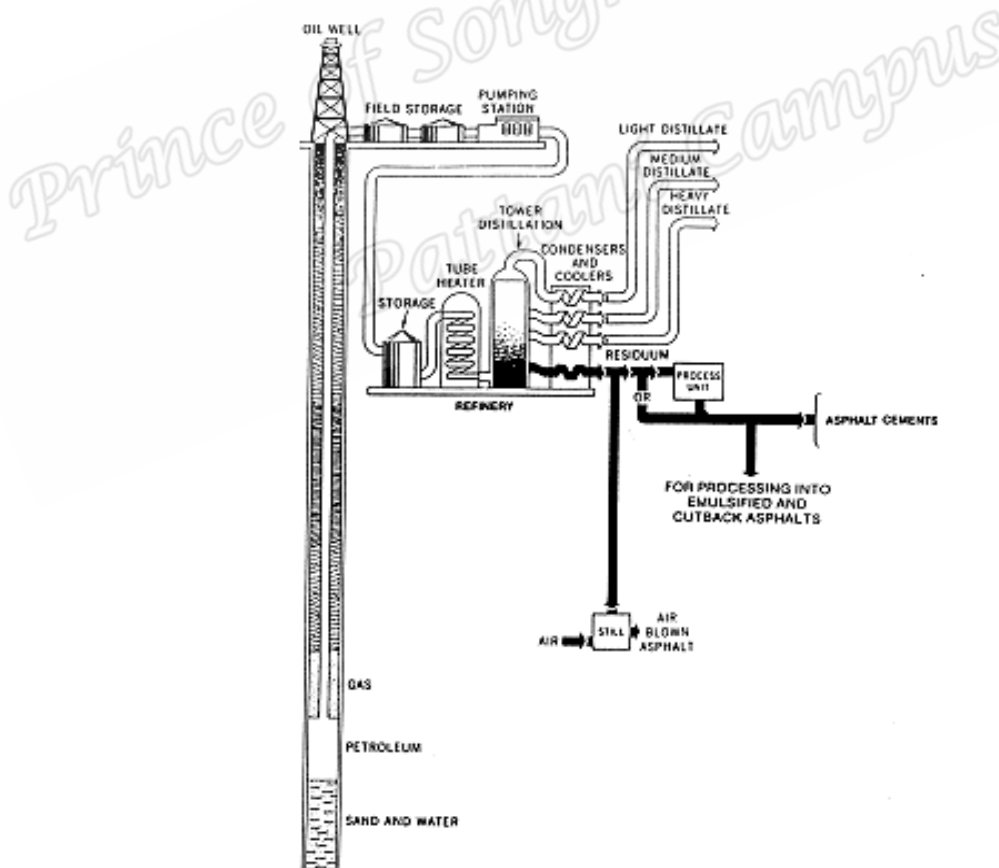 Prince of Songk
Pattani Campus
OIL WELL
FIELD STORAGE
PUMPING
STATION
LIGHT DISTILLATE
MEDIUM
DISTILLATE
HEAVY
DISTILLATE
TOWER
DISTILLATION
CONDENSERS
AND
COOLERS
TUBE
HEATER
STORAGE
RESIDUUM
PROCESS
UNIT
OR
REFINERY
ASPHALT CEMENTS
FOR PROCESSING INTO
EMULSIFIED AND
CUTBACK ASPHALTS
AIR
STILL
AIR
BLOWN
ASPHALT
GAS
PETROLEUM
SAND AND WATER